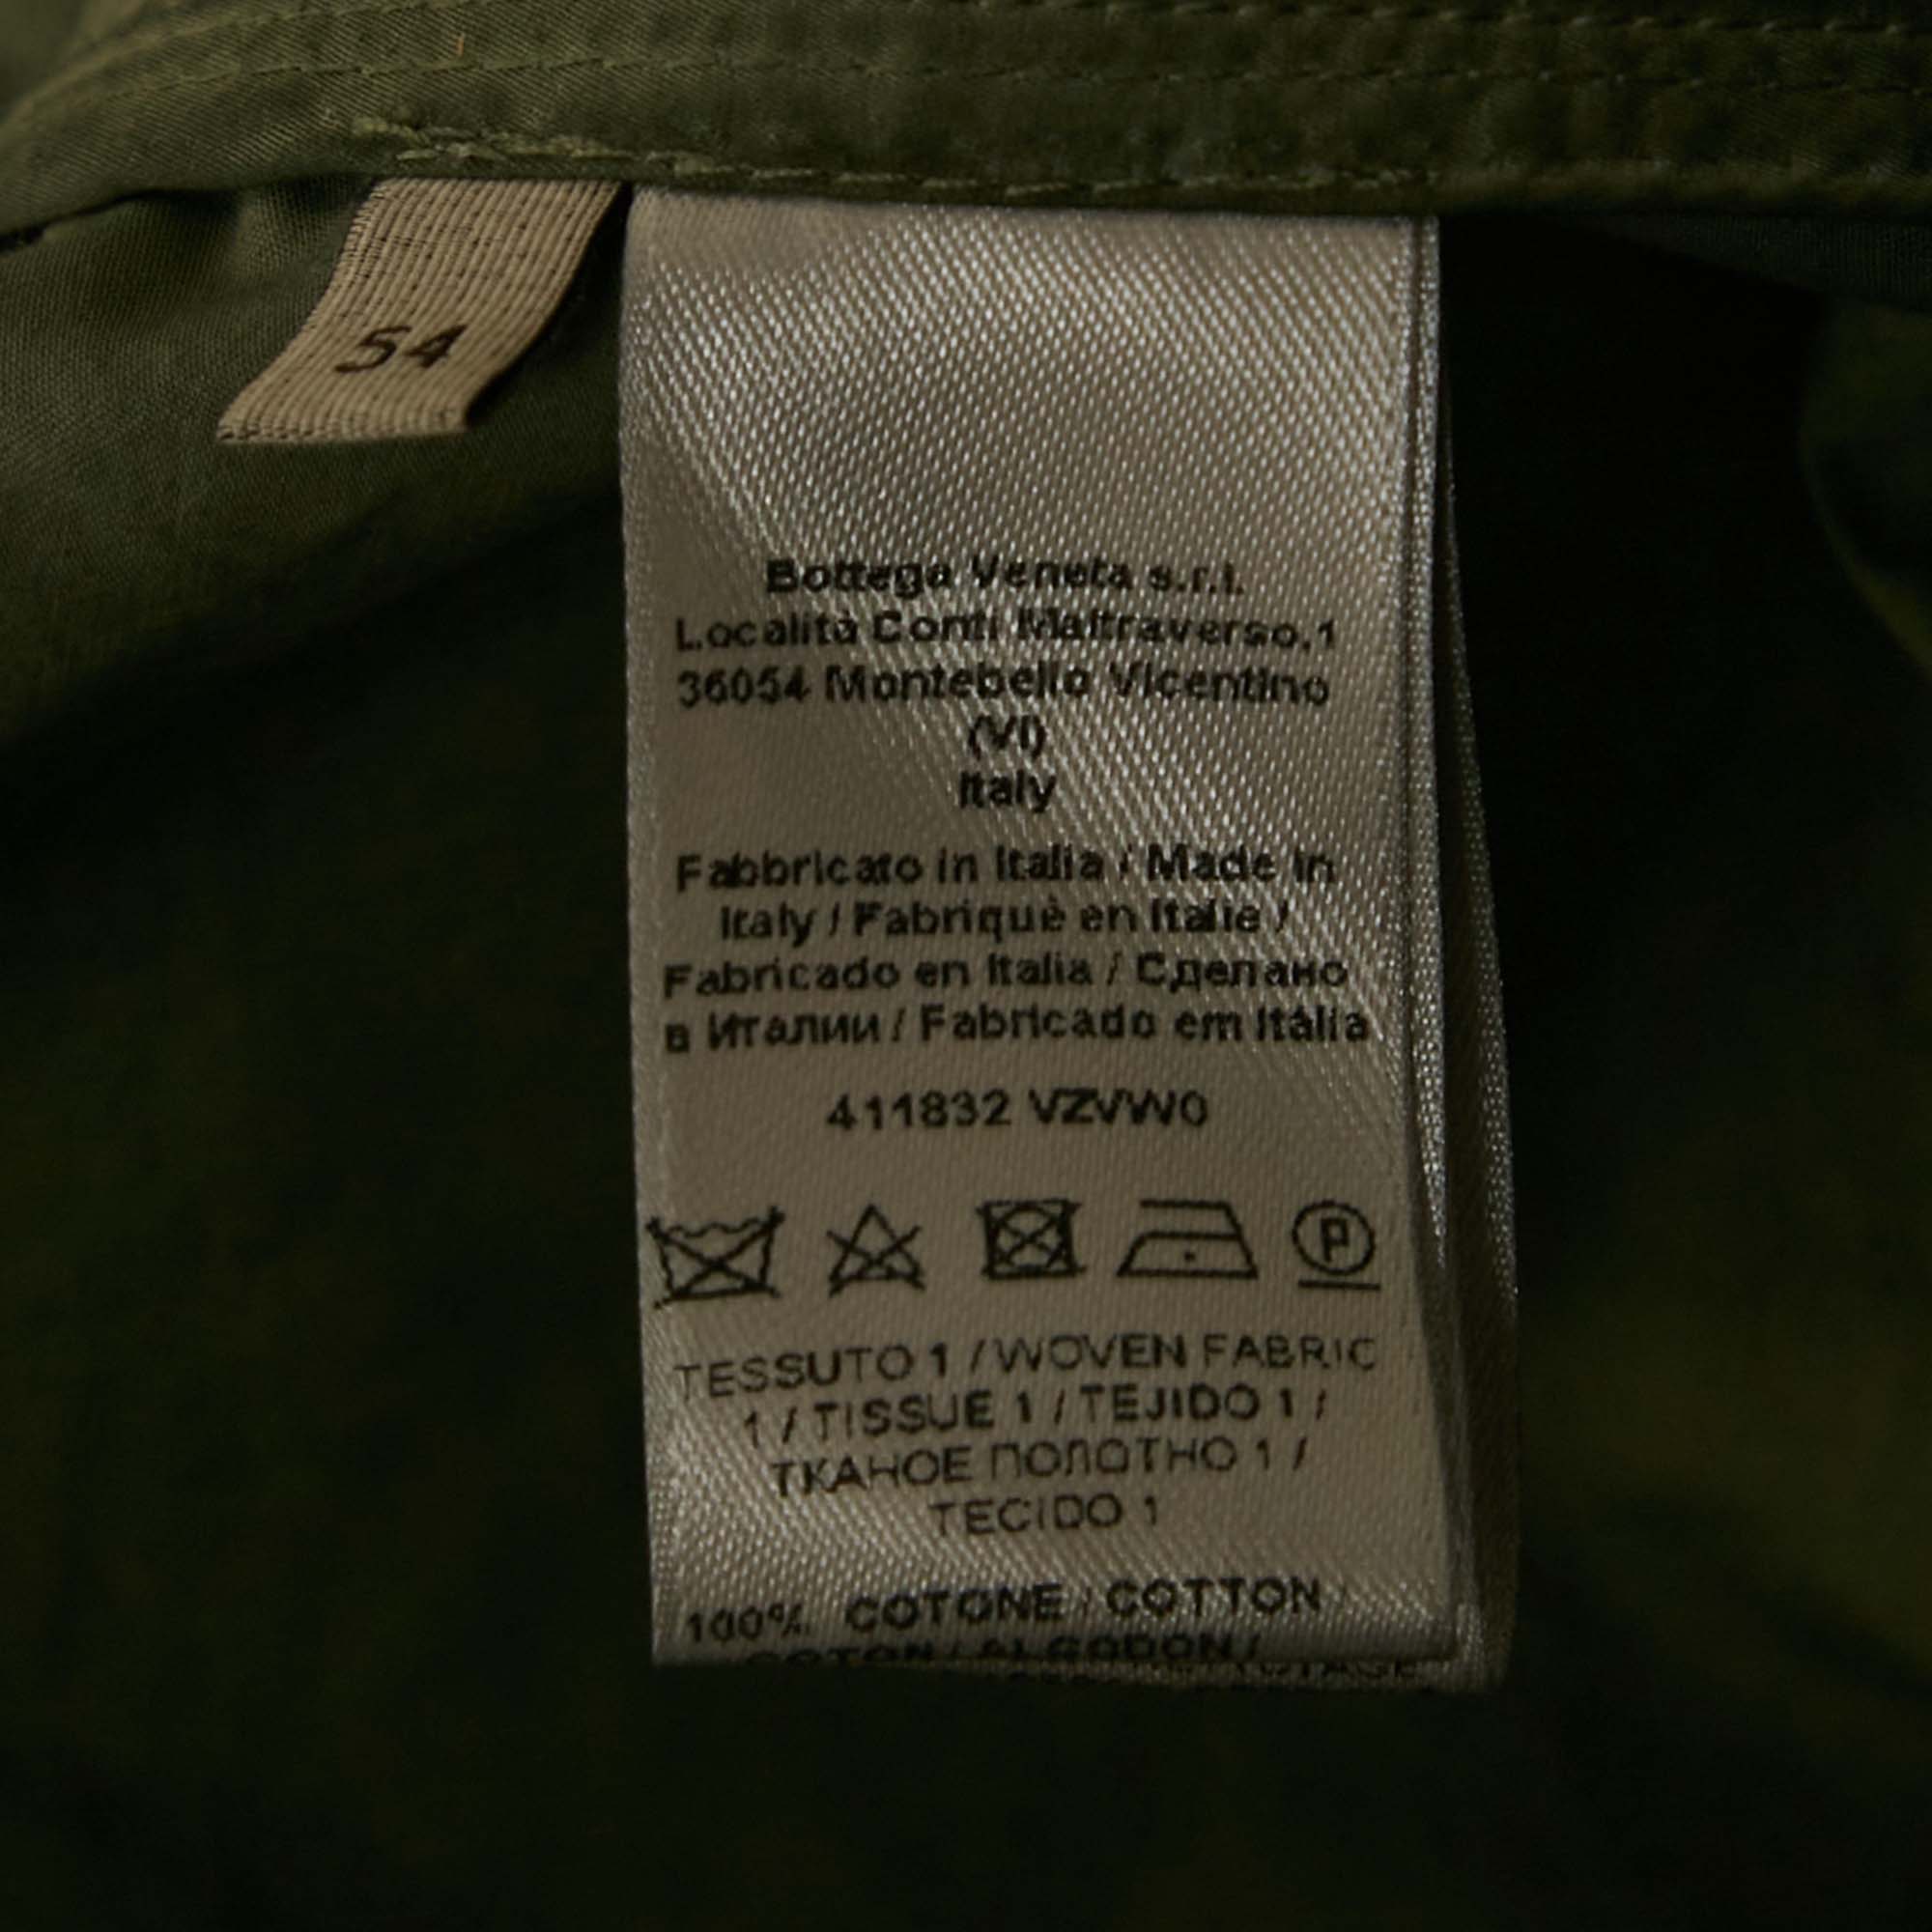 54
Bottega Veneta s.r.l.
Località Conti Maltraverso,1
36054 Montebello Vicentino
(VI)
Italy
Fabbricato in Italia / Made in
Italy / Fabriquè en Italie /
Fabricado en Italia / Сделано
в Италии / Fabricado em Itália
411832 VZVW0
P
TESSUTO 1 / WOVEN FABRIC
1 / TISSUE 1 / TEJIDO 1 /
ТКАНОЕ ПОЛОТНО 1 /
TECIDO 1
100% COTONE / COTTON /
COTON / ALGODON /